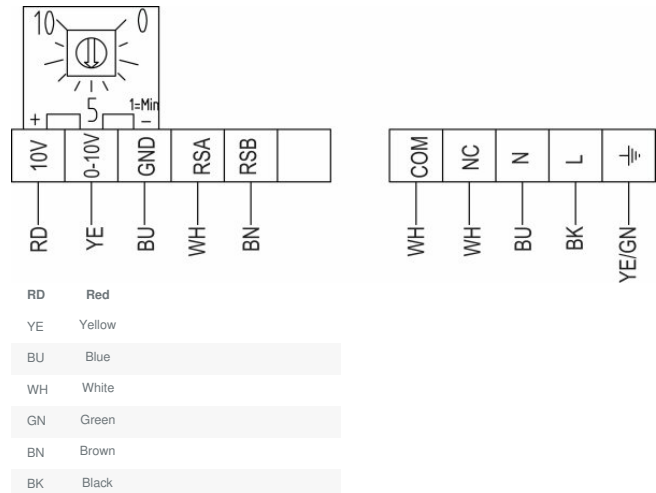 10 0
5 1=Min
+ −
10V 0-10V GND RSA RSB COM NC N L
RD YE BU WH BN WH WH BU BK YE/GN
RD Red
YE Yellow
BU Blue
WH White
GN Green
BN Brown
BK Black